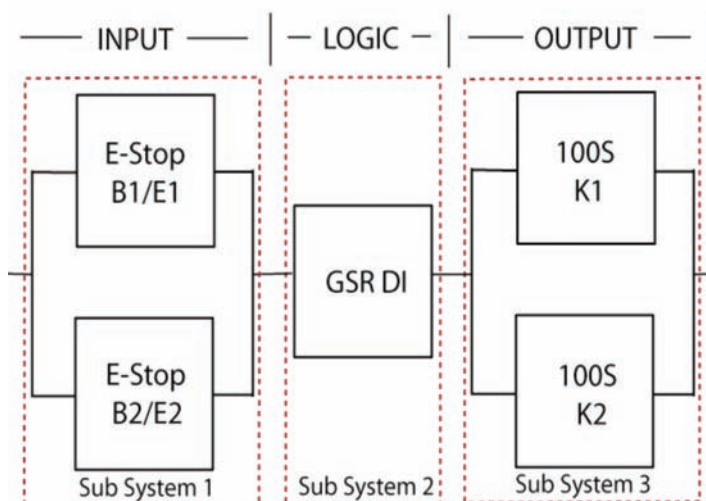 INPUT
LOGIC
OUTPUT
E-Stop
B1/E1
100S
K1
GSR DI
E-Stop
B2/E2
100S
K2
Sub System 1
Sub System 2
Sub System 3